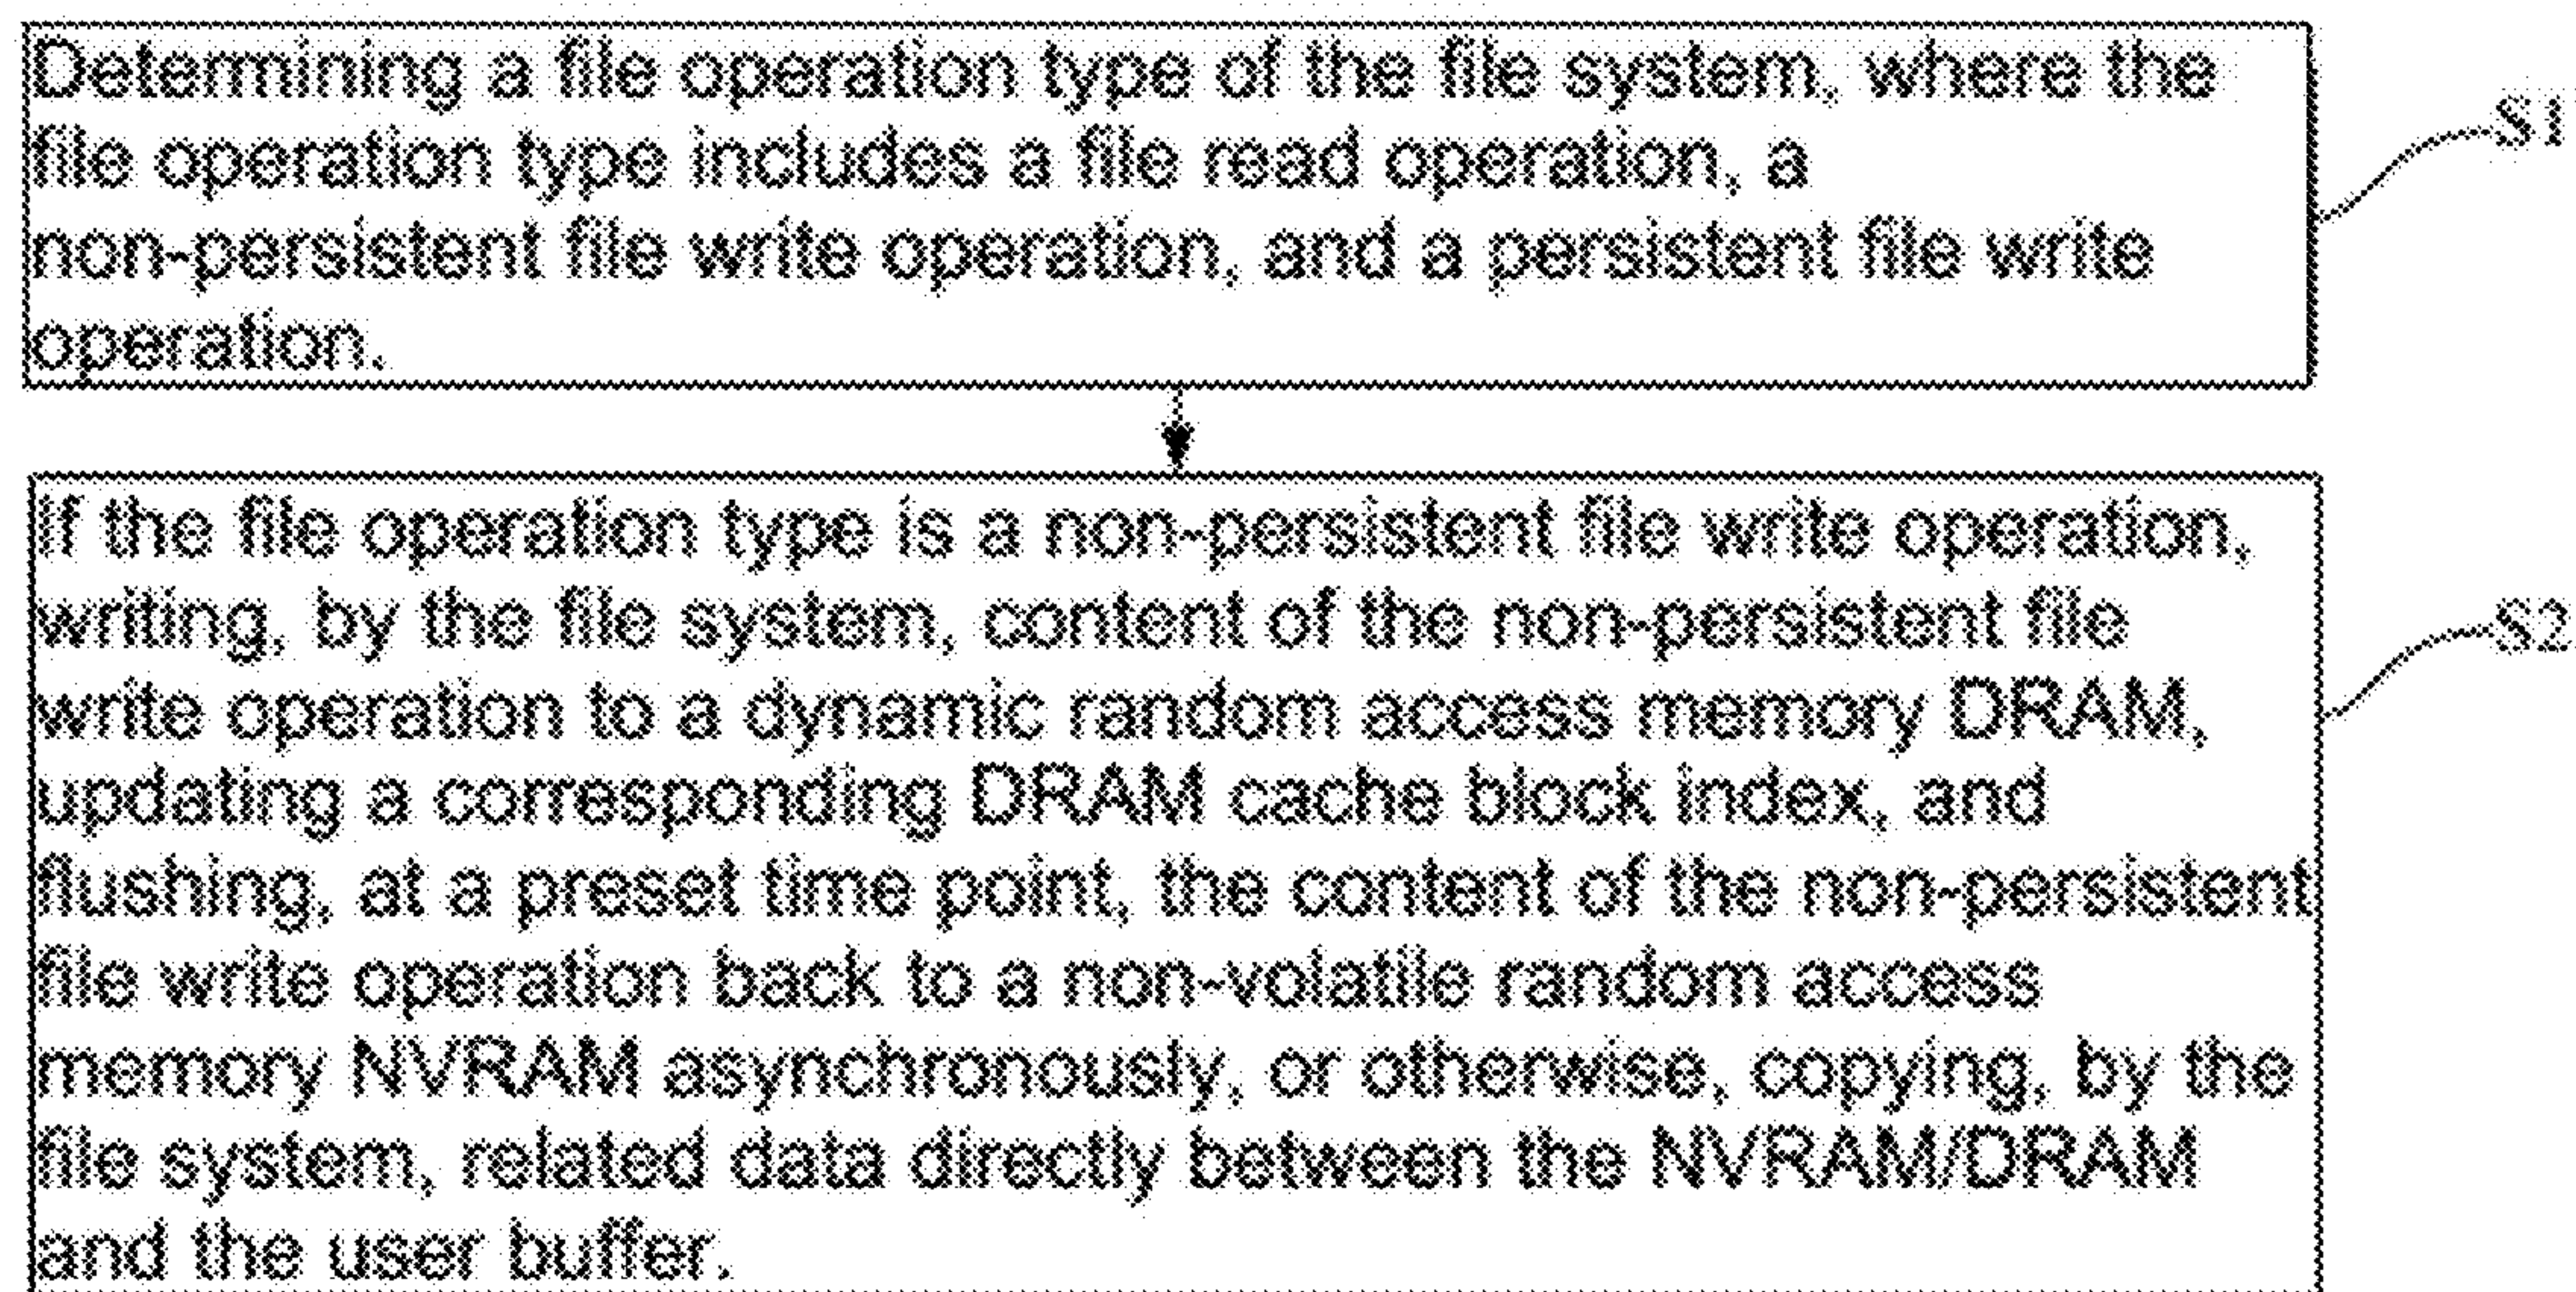 Determining a file operation type of the file system, where the
file operation type includes a file read operation, a
non-persistent file write operation, and a persistent file write
operation.
S1
If the file operation type is a non-persistent file write operation,
writing, by the file system, content of the non-persistent file
write operation to a dynamic random access memory DRAM,
updating a corresponding DRAM cache block index, and
flushing, at a preset time point, the content of the non-persistent
file write operation back to a non-volatile random access
memory NVRAM asynchronously, or otherwise, copying, by the
file system, related data directly between the NVRAM/DRAM
and the user buffer.
S2